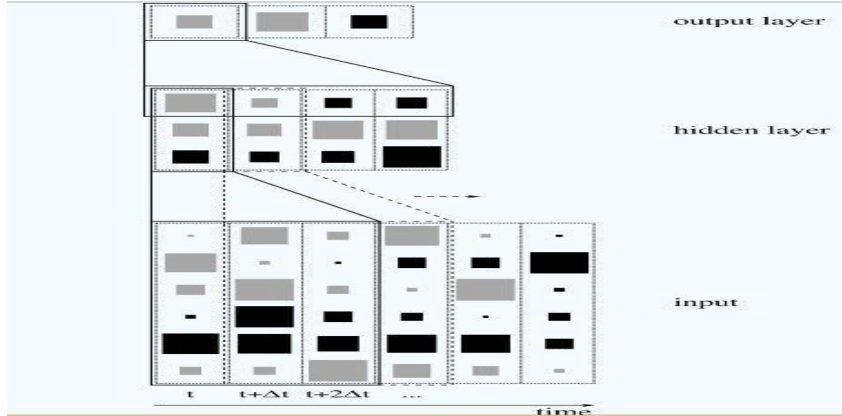 output layer
hidden layer
input
t t+Δt t+2Δt ...
time